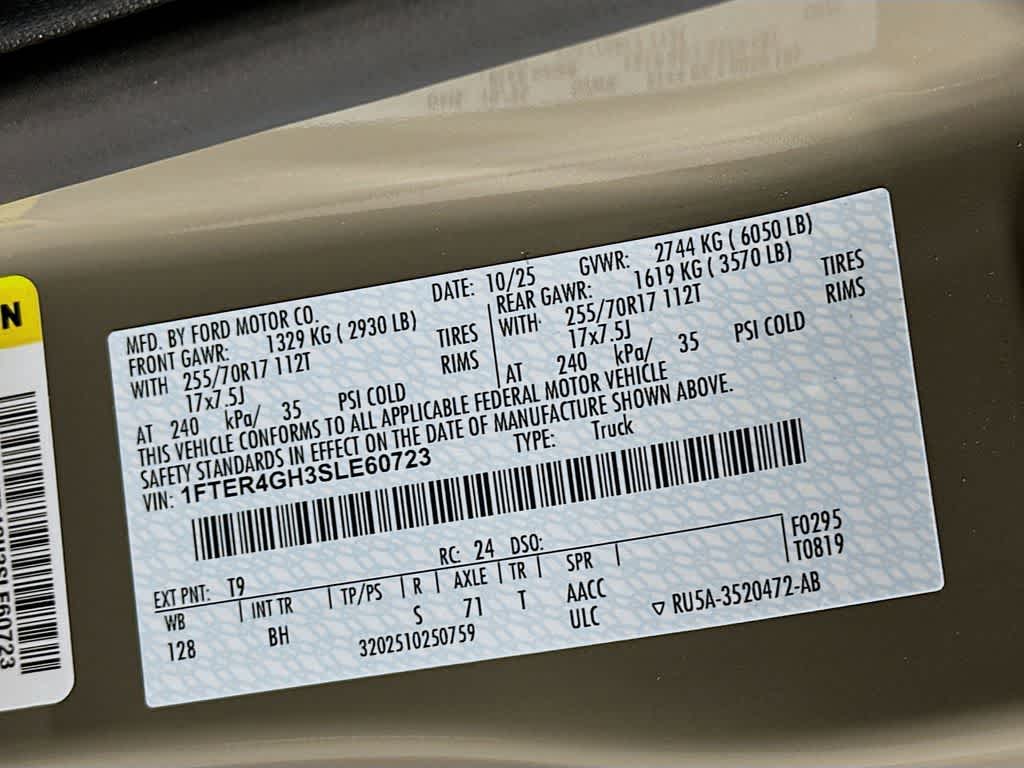 MFD. BY FORD MOTOR CO. DATE: 10/25 GVWR: 2744 KG ( 6050 LB)
FRONT GAWR: 1329 KG ( 2930 LB) REAR GAWR: 1619 KG ( 3570 LB)
WITH 255/70R17 112T TIRES WITH 255/70R17 112T TIRES
17x7.5J RIMS 17x7.5J RIMS
AT 240 kPa/ 35 PSI COLD AT 240 kPa/ 35 PSI COLD
THIS VEHICLE CONFORMS TO ALL APPLICABLE FEDERAL MOTOR VEHICLE
SAFETY STANDARDS IN EFFECT ON THE DATE OF MANUFACTURE SHOWN ABOVE.
VIN: 1FTER4GH3SLE60723 TYPE: Truck
EXT PNT: T9 RC: 24 DSO: F0295
WB INT TR TP/PS R AXLE TR SPR T0819
128 BH S 71 T AACC
3202510250759 ULC ▽ RU5A-3520472-AB
N
3SLE60723